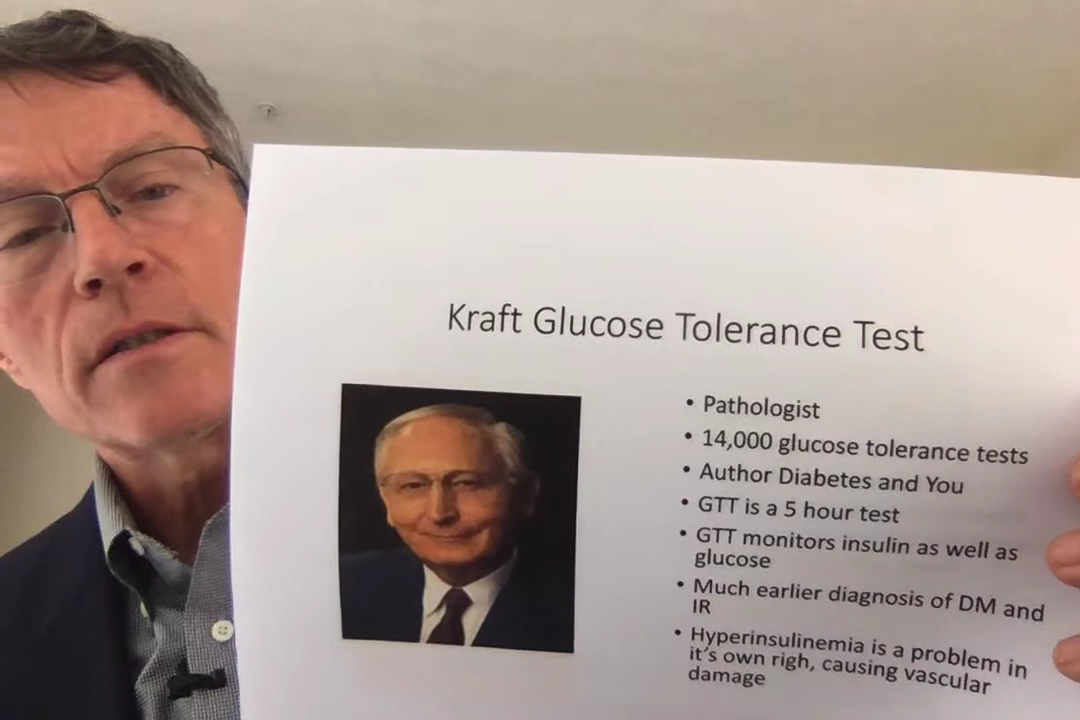 Kraft Glucose Tolerance Test
• Pathologist
• 14,000 glucose tolerance tests
• Author Diabetes and You
• GTT is a 5 hour test
• GTT monitors insulin as well as
glucose
• Much earlier diagnosis of DM and
IR
• Hyperinsulinemia is a problem in
it's own righ, causing vascular
damage